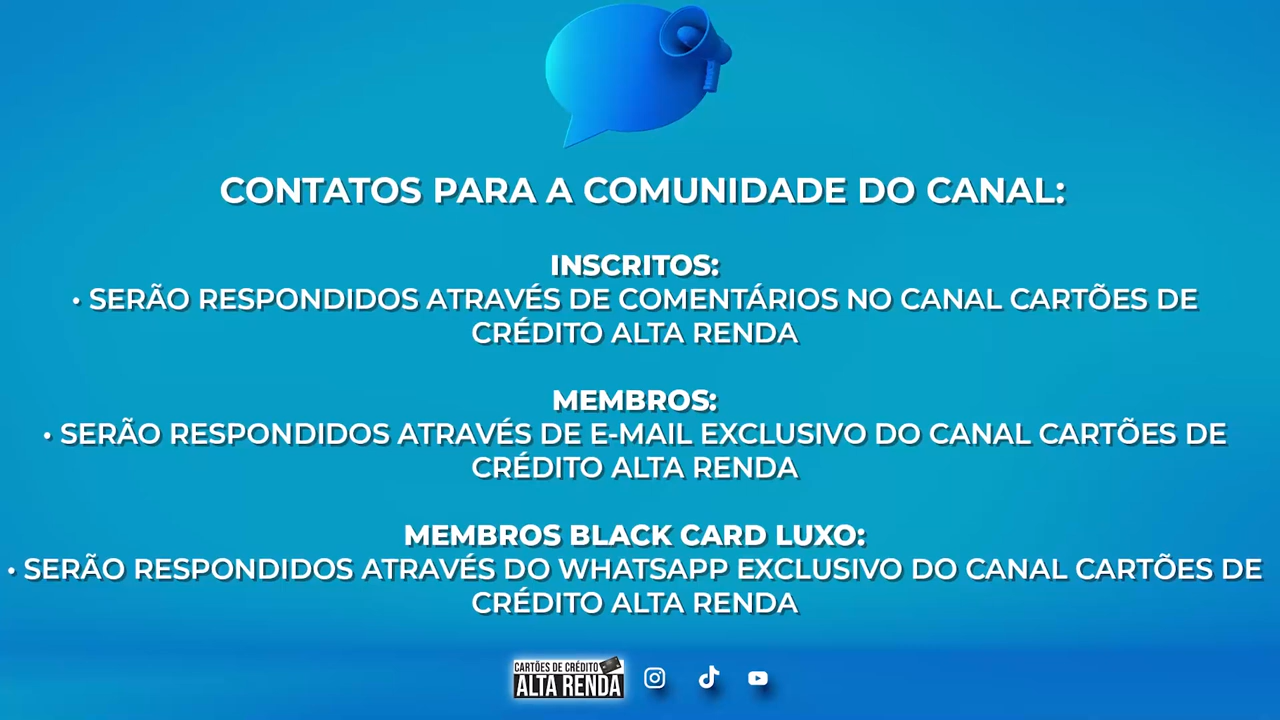 CONTATOS PARA A COMUNIDADE DO CANAL:
INSCRITOS:
• SERÃO RESPONDIDOS ATRAVÉS DE COMENTÁRIOS NO CANAL CARTÕES DE
CRÉDITO ALTA RENDA
MEMBROS:
• SERÃO RESPONDIDOS ATRAVÉS DE E-MAIL EXCLUSIVO DO CANAL CARTÕES DE
CRÉDITO ALTA RENDA
MEMBROS BLACK CARD LUXO:
• SERÃO RESPONDIDOS ATRAVÉS DO WHATSAPP EXCLUSIVO DO CANAL CARTÕES DE
CRÉDITO ALTA RENDA
CARTÕES DE CRÉDITO
ALTA RENDA